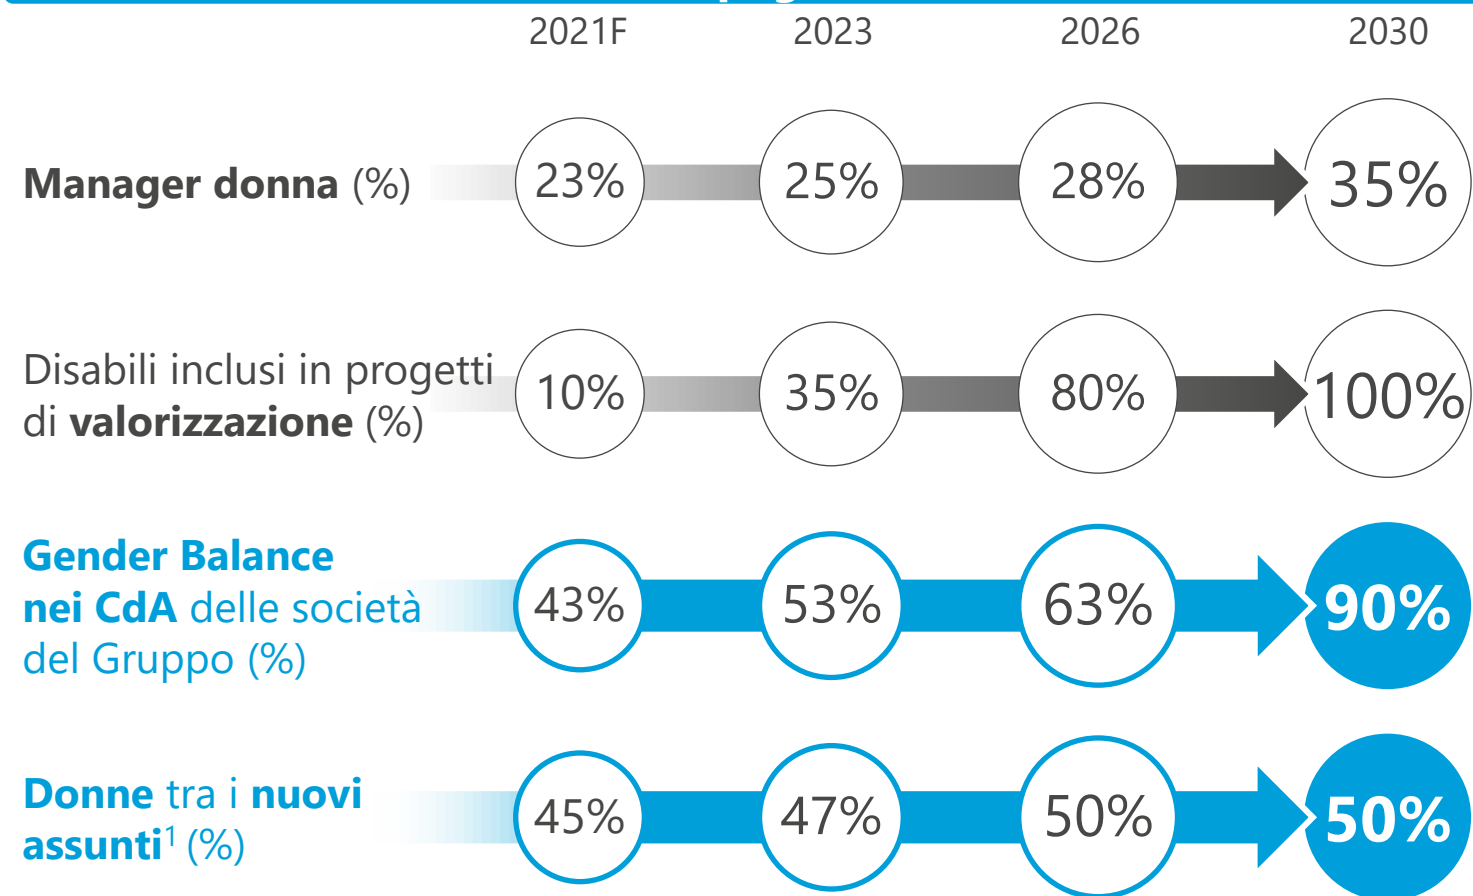 2021F 2023 2026 2030
Manager donna (%) 23% 25% 28% 35%
Disabili inclusi in progetti
di valorizzazione (%) 10% 35% 80% 100%
Gender Balance
nei CdA delle società
del Gruppo (%) 43% 53% 63% 90%
Donne tra i nuovi
assunti¹ (%) 45% 47% 50% 50%